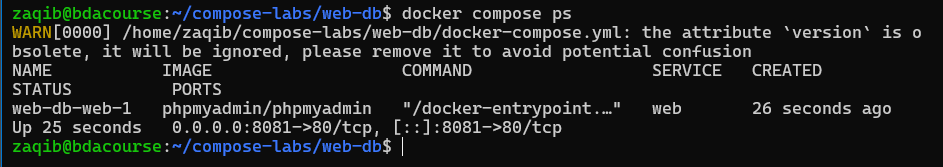 zaqib@bdacourse:~/compose-labs/web-db$ docker compose ps
WARN[0000] /home/zaqib/compose-labs/web-db/docker-compose.yml: the attribute `version` is o
bsolete, it will be ignored, please remove it to avoid potential confusion
NAME           IMAGE                   COMMAND                  SERVICE   CREATED
STATUS          PORTS
web-db-web-1   phpmyadmin/phpmyadmin   "/docker-entrypoint.…"   web       26 seconds ago
Up 25 seconds   0.0.0.0:8081->80/tcp, [::]:8081->80/tcp
zaqib@bdacourse:~/compose-labs/web-db$